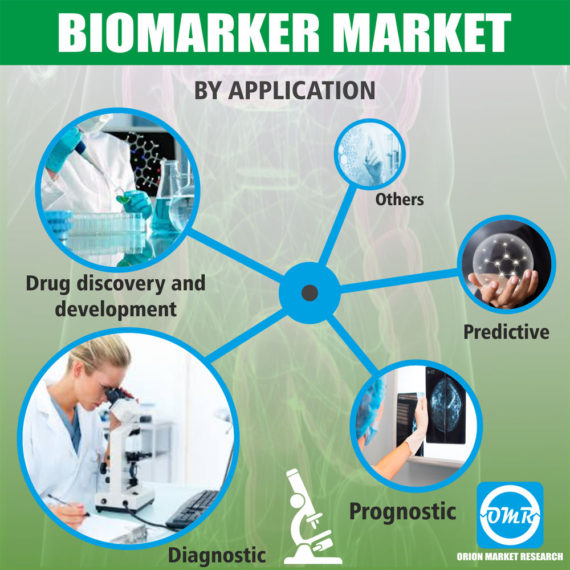 BIOMARKER MARKET
BY APPLICATION
Others
Drug discovery and
development
Predictive
Prognostic
Diagnostic
OMR
ORION MARKET RESEARCH